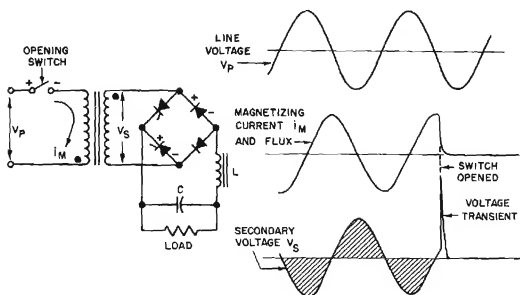 OPENING
SWITCH
+ -
V_P
i_M
V_S
+
-
+
-
L
C
LOAD
LINE
VOLTAGE
V_P
MAGNETIZING
CURRENT i_M
AND FLUX
SWITCH
OPENED
VOLTAGE
TRANSIENT
SECONDARY
VOLTAGE V_S